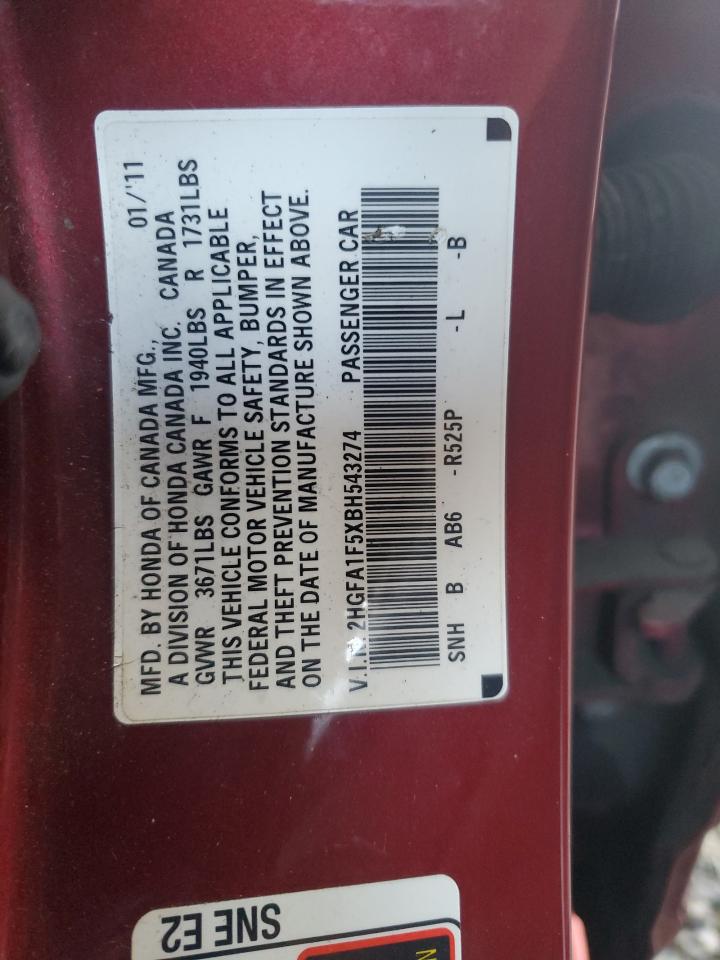 MFD. BY HONDA OF CANADA MFG., 01/'11
A DIVISION OF HONDA CANADA INC. CANADA
GVWR 3671LBS GAWR F 1940LBS R 1731LBS
THIS VEHICLE CONFORMS TO ALL APPLICABLE
FEDERAL MOTOR VEHICLE SAFETY, BUMPER,
AND THEFT PREVENTION STANDARDS IN EFFECT
ON THE DATE OF MANUFACTURE SHOWN ABOVE.
V.I.N. 2HGFA1F5XBH543274 PASSENGER CAR
SNH B AB6 -R525P -L -B
SNE E2